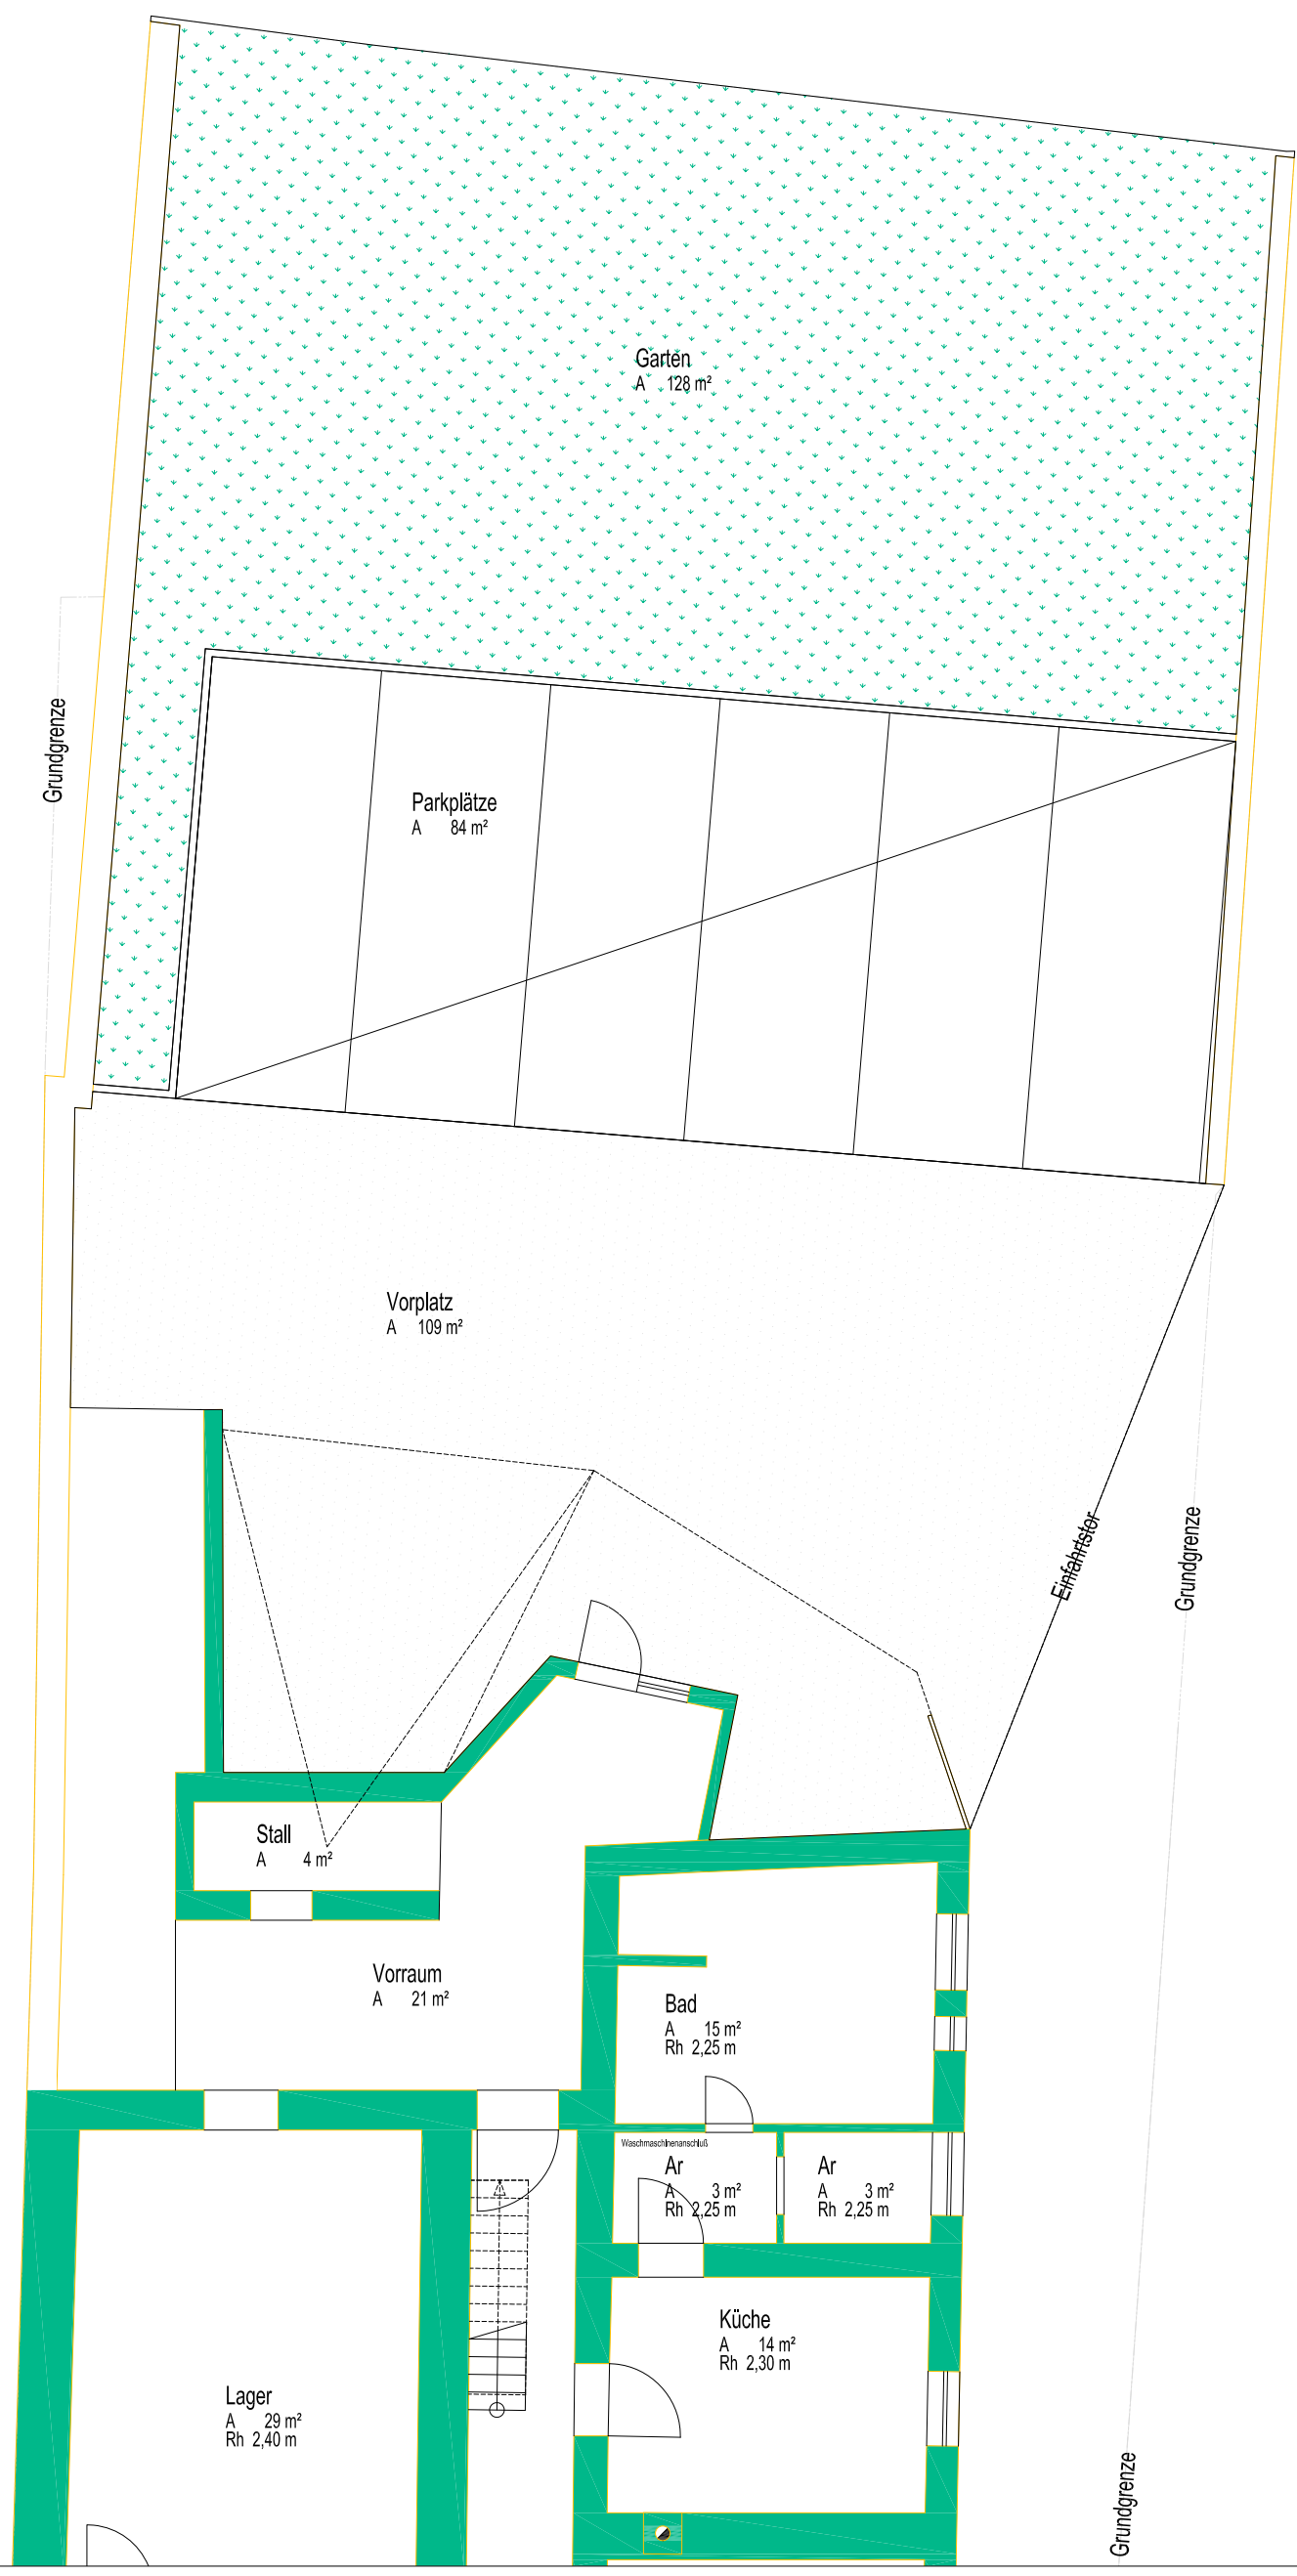 Garten
A 128 m²
Grundgrenze
Parkplätze
A 84 m²
Vorplatz
A 109 m²
Einfahrtstor
Grundgrenze
Stall
A 4 m²
Vorraum
A 21 m²
Bad
A 15 m²
Rh 2,25 m
Waschmaschinenanschluß
Ar
A 3 m²
Rh 2,25 m
Ar
A 3 m²
Rh 2,25 m
Küche
A 14 m²
Rh 2,30 m
Lager
A 29 m²
Rh 2,40 m
Grundgrenze